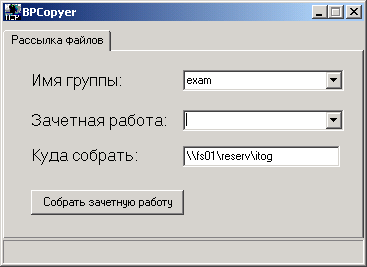 BPCopyer
Рассылка файлов
Имя группы: exam
Зачетная работа:
Куда собрать: \\fs01\reserv\itog
Собрать зачетную работу